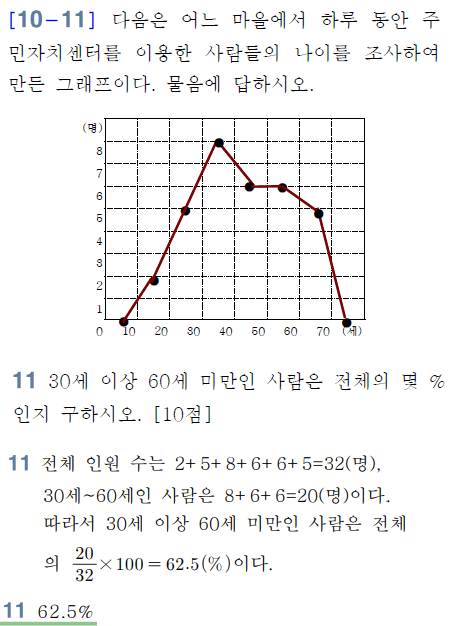 [10-11] 다음은 어느 마을에서 하루 동안 주
민자치센터를 이용한 사람들의 나이를 조사하여
만든 그래프이다. 물음에 답하시오.
(명)
8
7
6
5
4
3
2
1
0 10 20 30 40 50 60 70 (세)
11 30세 이상 60세 미만인 사람은 전체의 몇 %
인지 구하시오. [10점]
11 전체 인원 수는 2+5+8+6+6+5=32(명),
30세~60세인 사람은 8+6+6=20(명)이다.
따라서 30세 이상 60세 미만인 사람은 전체
의 20/32×100=62.5(%)이다.
11 62.5%